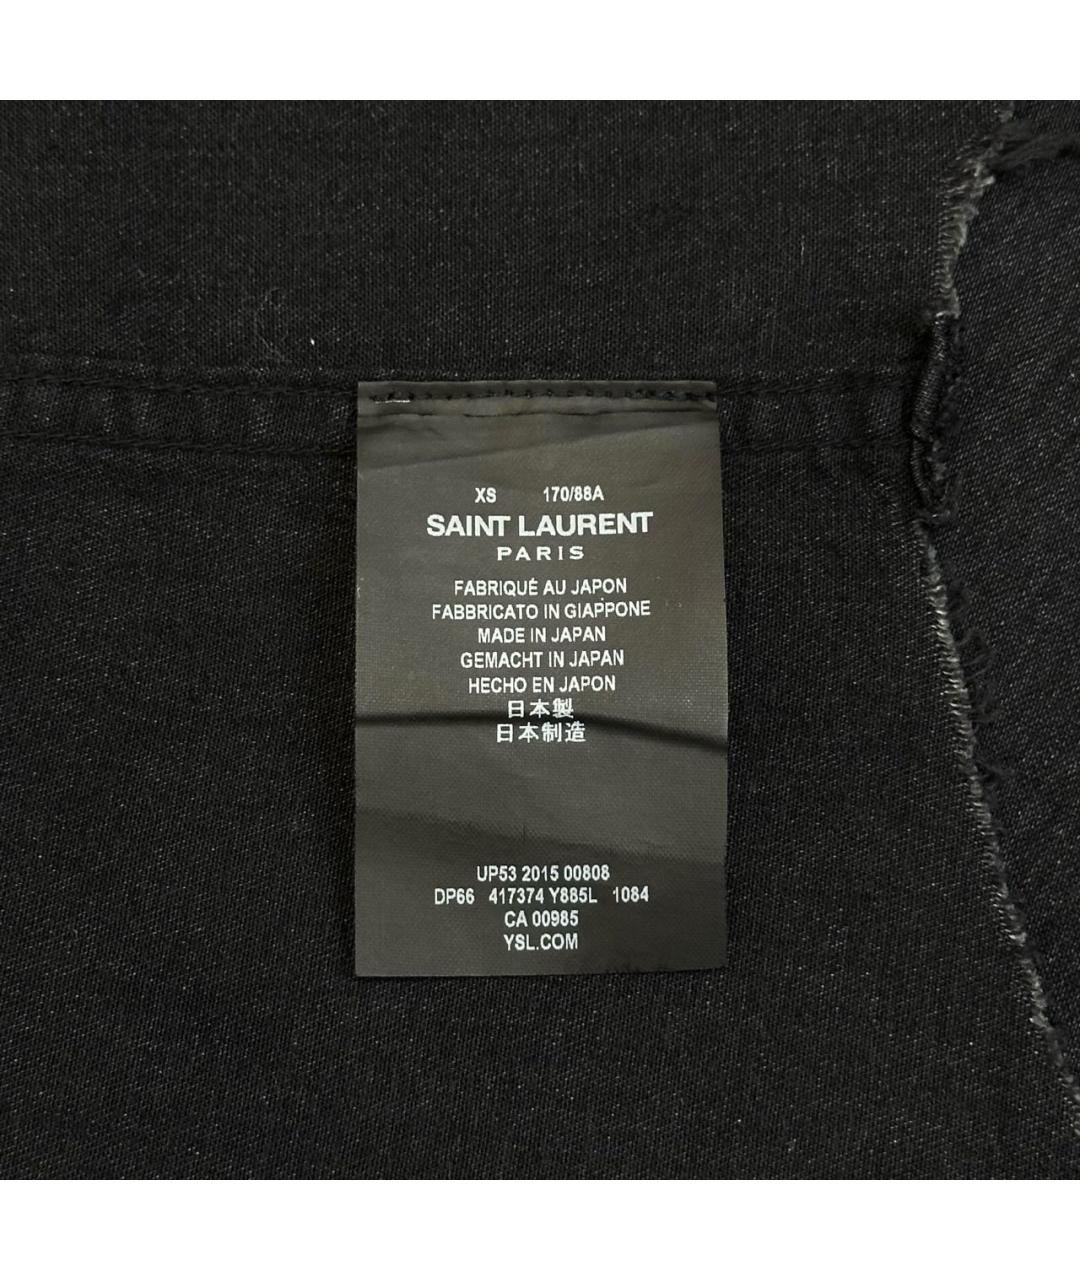 XS 170/88A
SAINT LAURENT
PARIS
FABRIQUÉ AU JAPON
FABBRICATO IN GIAPPONE
MADE IN JAPAN
GEMACHT IN JAPAN
HECHO EN JAPON
日本製
日本制造
UP53 2015 00808
DP66 417374 Y885L 1084
CA 00985
YSL.COM